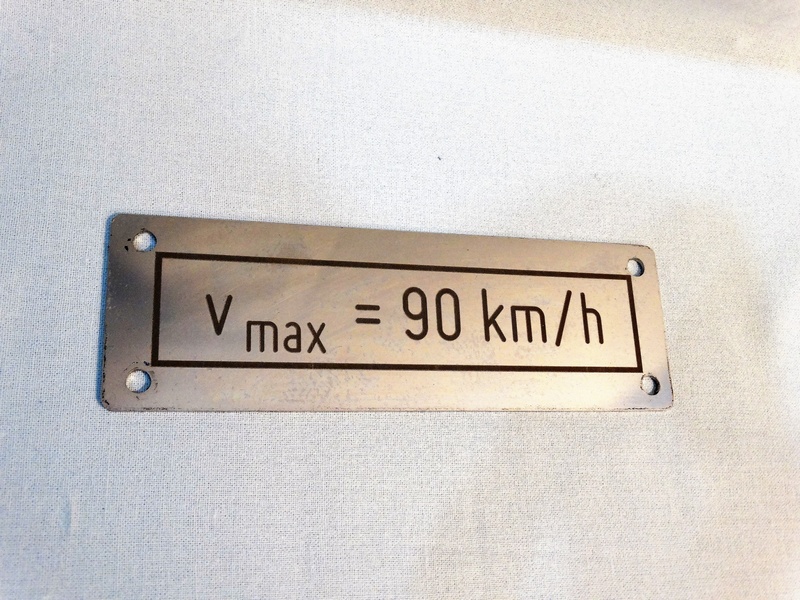 v max = 90 km/h